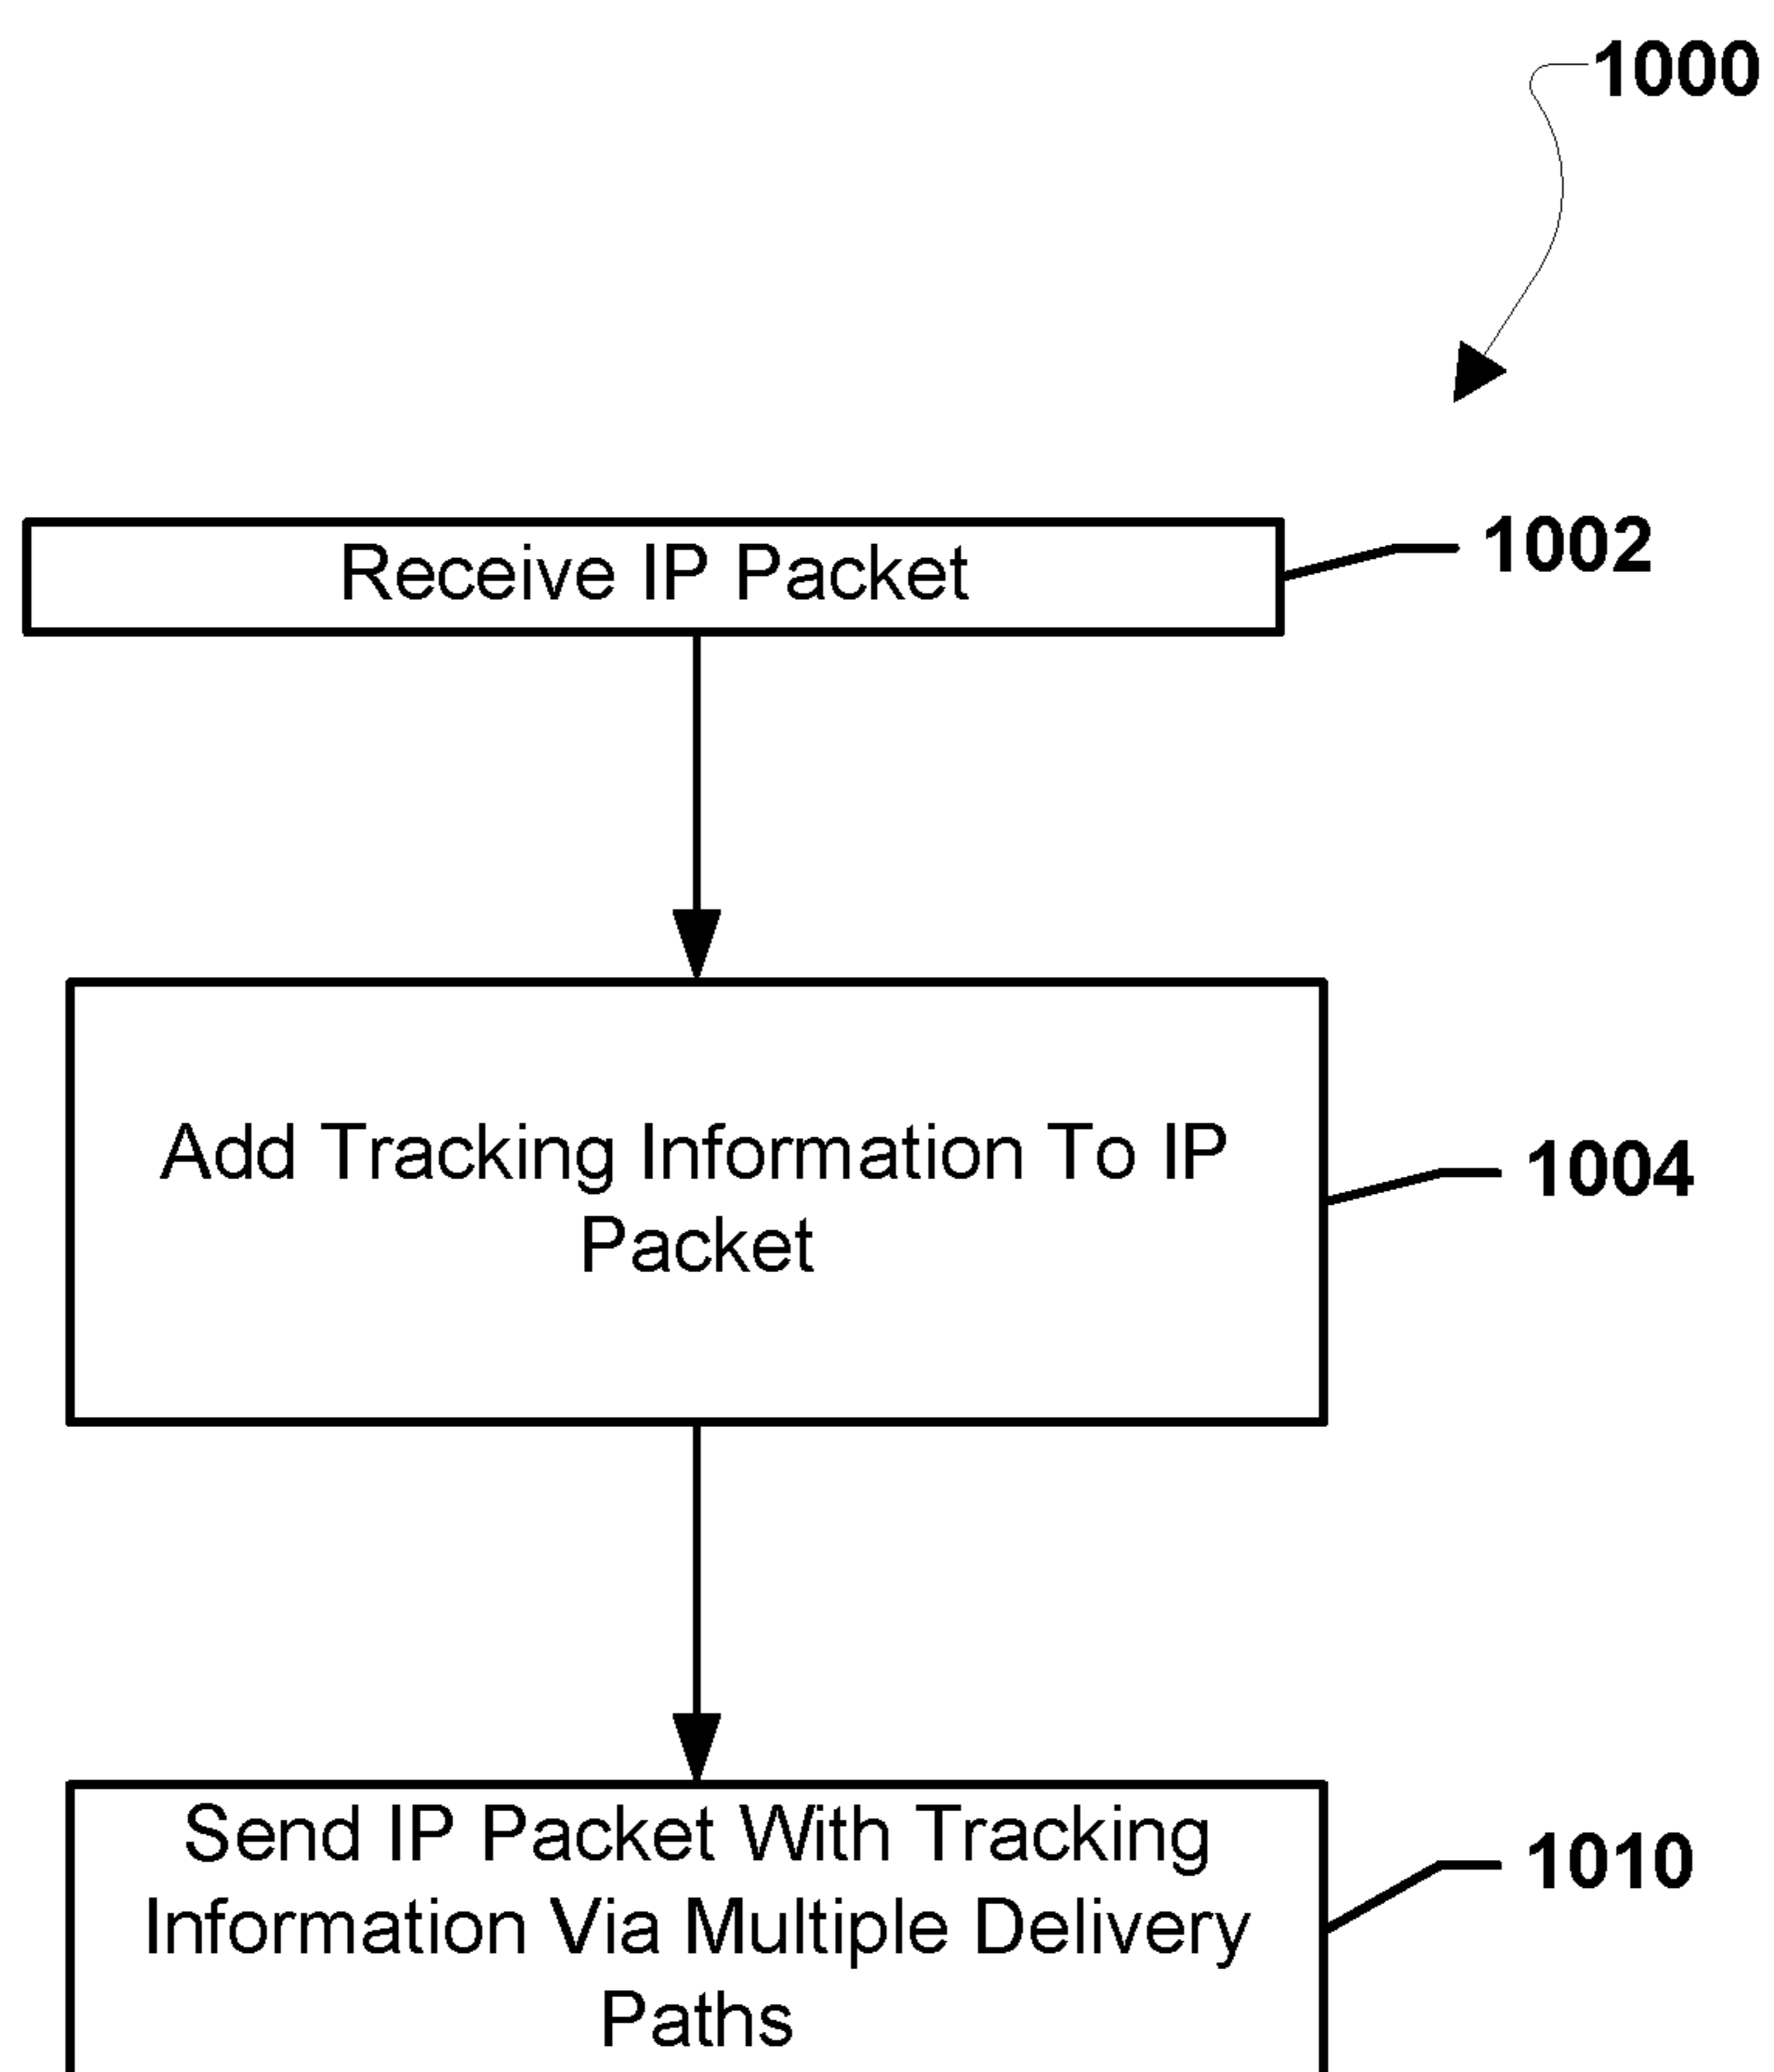 1000
Receive IP Packet
1002
Add Tracking Information To IP
Packet
1004
Send IP Packet With Tracking
Information Via Multiple Delivery
Paths
1010